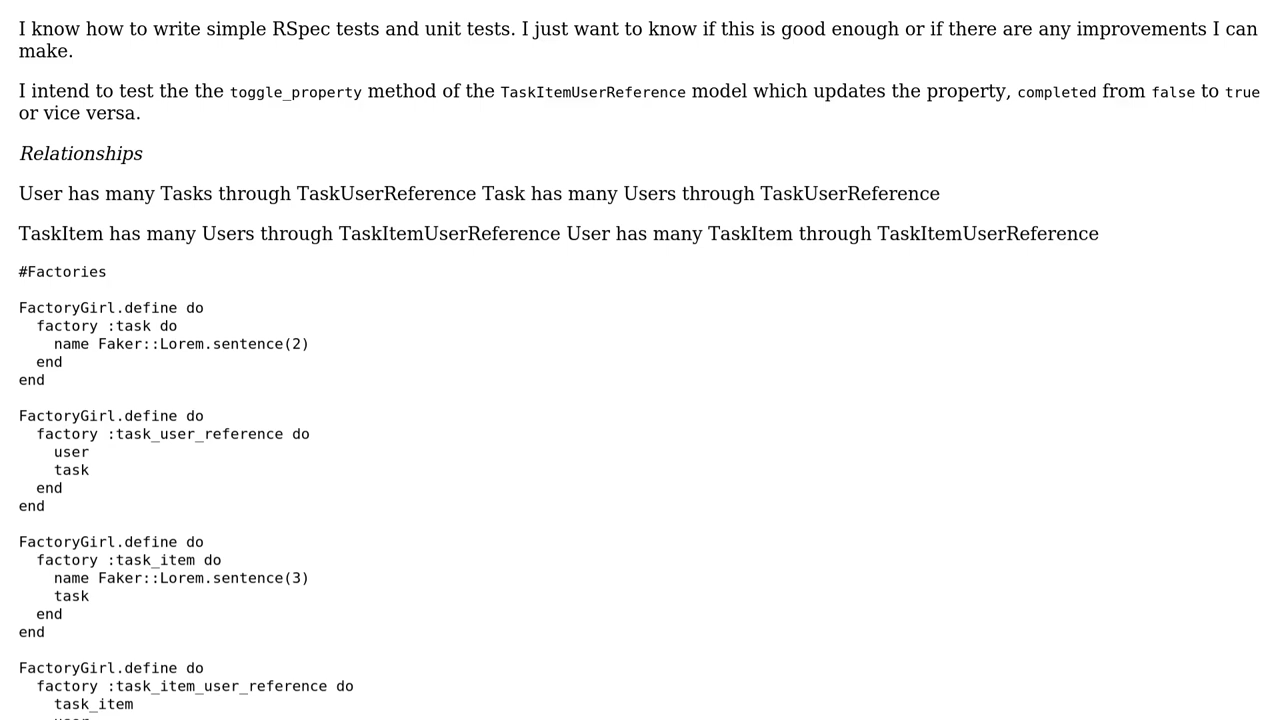 I know how to write simple RSpec tests and unit tests. I just want to know if this is good enough or if there are any improvements I can
make.
I intend to test the the toggle_property method of the TaskItemUserReference model which updates the property, completed from false to true
or vice versa.
Relationships
User has many Tasks through TaskUserReference Task has many Users through TaskUserReference
TaskItem has many Users through TaskItemUserReference User has many TaskItem through TaskItemUserReference
#Factories
FactoryGirl.define do
  factory :task do
    name Faker::Lorem.sentence(2)
  end
end
FactoryGirl.define do
  factory :task_user_reference do
    user
    task
  end
end
FactoryGirl.define do
  factory :task_item do
    name Faker::Lorem.sentence(3)
    task
  end
end
FactoryGirl.define do
  factory :task_item_user_reference do
    task_item